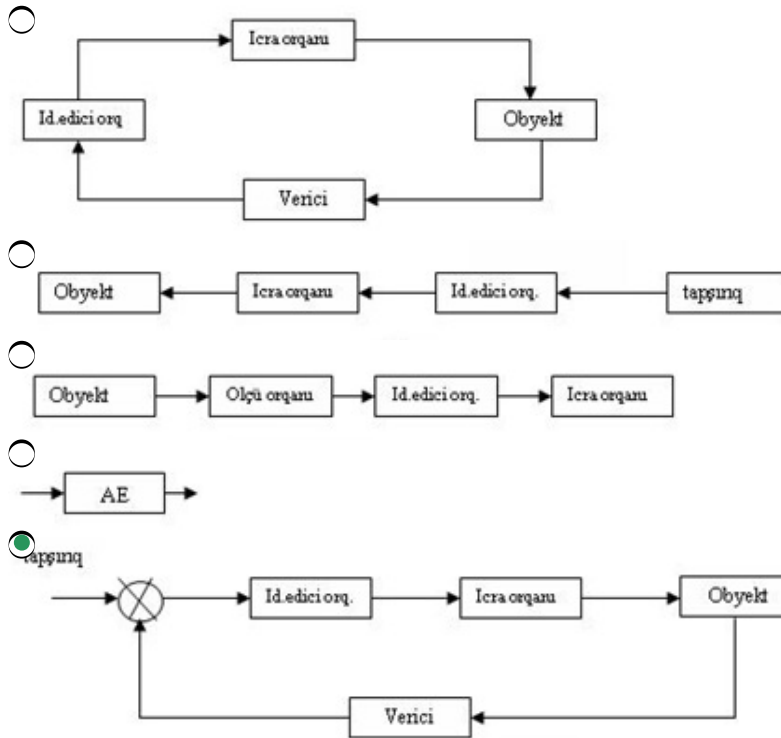 Icra orqanı
Id.edici orq
Obyekt
Verici
Obyekt
Icra orqanı
Id.edici orq.
tapşırıq
Obyekt
Olçü orqanı
Id.edici orq.
Icra orqanı
AE
tapşırıq
Id.edici orq.
Icra orqanı
Obyekt
Verici